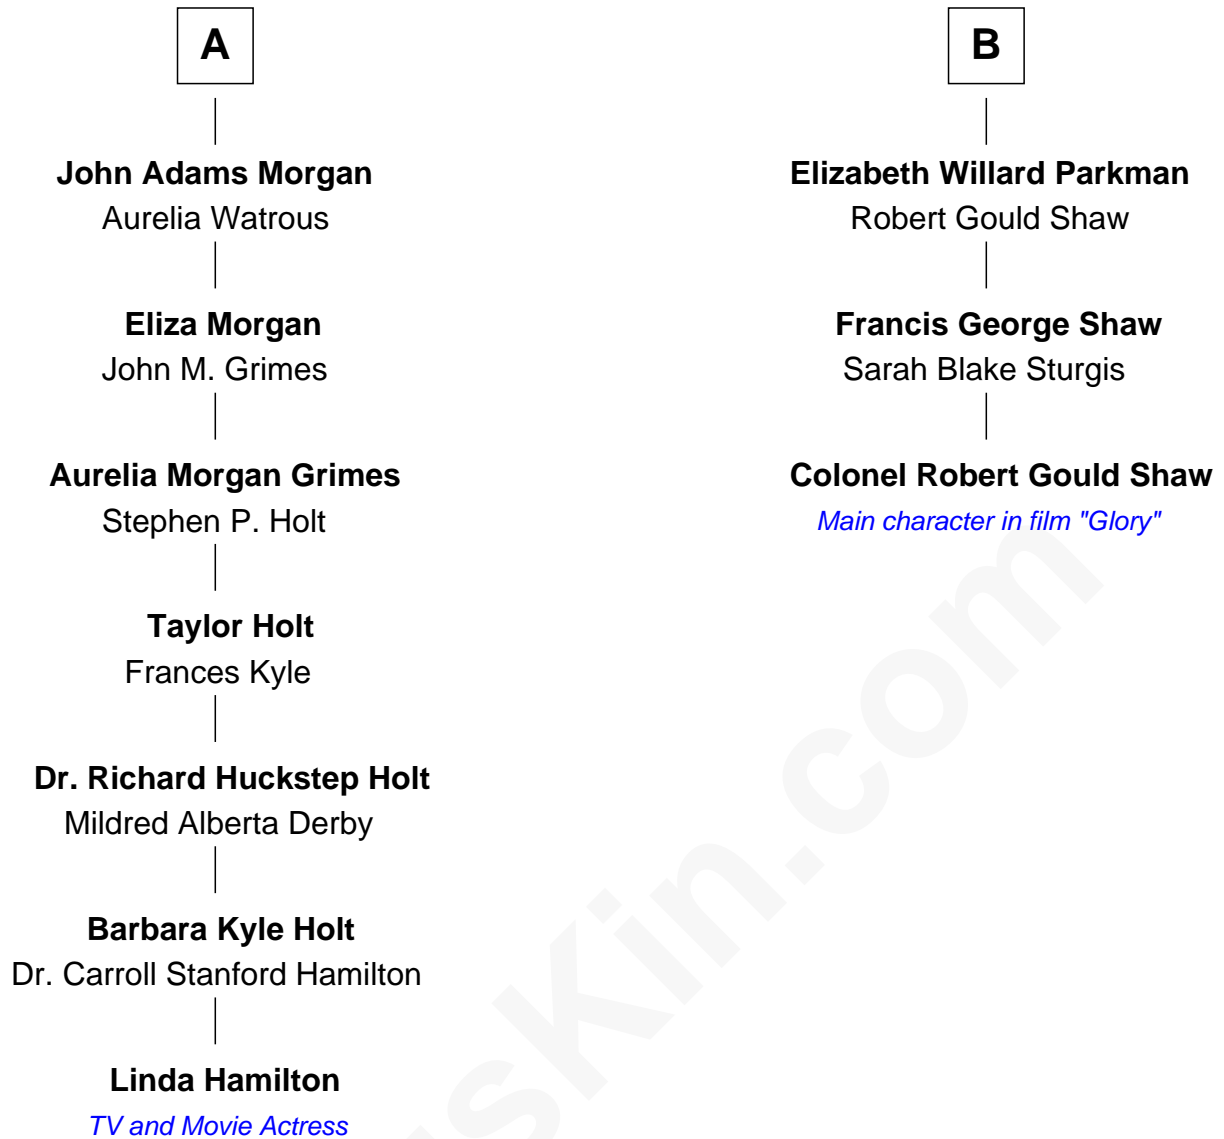 A
John Adams Morgan
Aurelia Watrous
Eliza Morgan
John M. Grimes
Aurelia Morgan Grimes
Stephen P. Holt
Taylor Holt
Frances Kyle
Dr. Richard Huckstep Holt
Mildred Alberta Derby
Barbara Kyle Holt
Dr. Carroll Stanford Hamilton
Linda Hamilton
TV and Movie Actress
B
Elizabeth Willard Parkman
Robert Gould Shaw
Francis George Shaw
Sarah Blake Sturgis
Colonel Robert Gould Shaw
Main character in film "Glory"
sKin.com